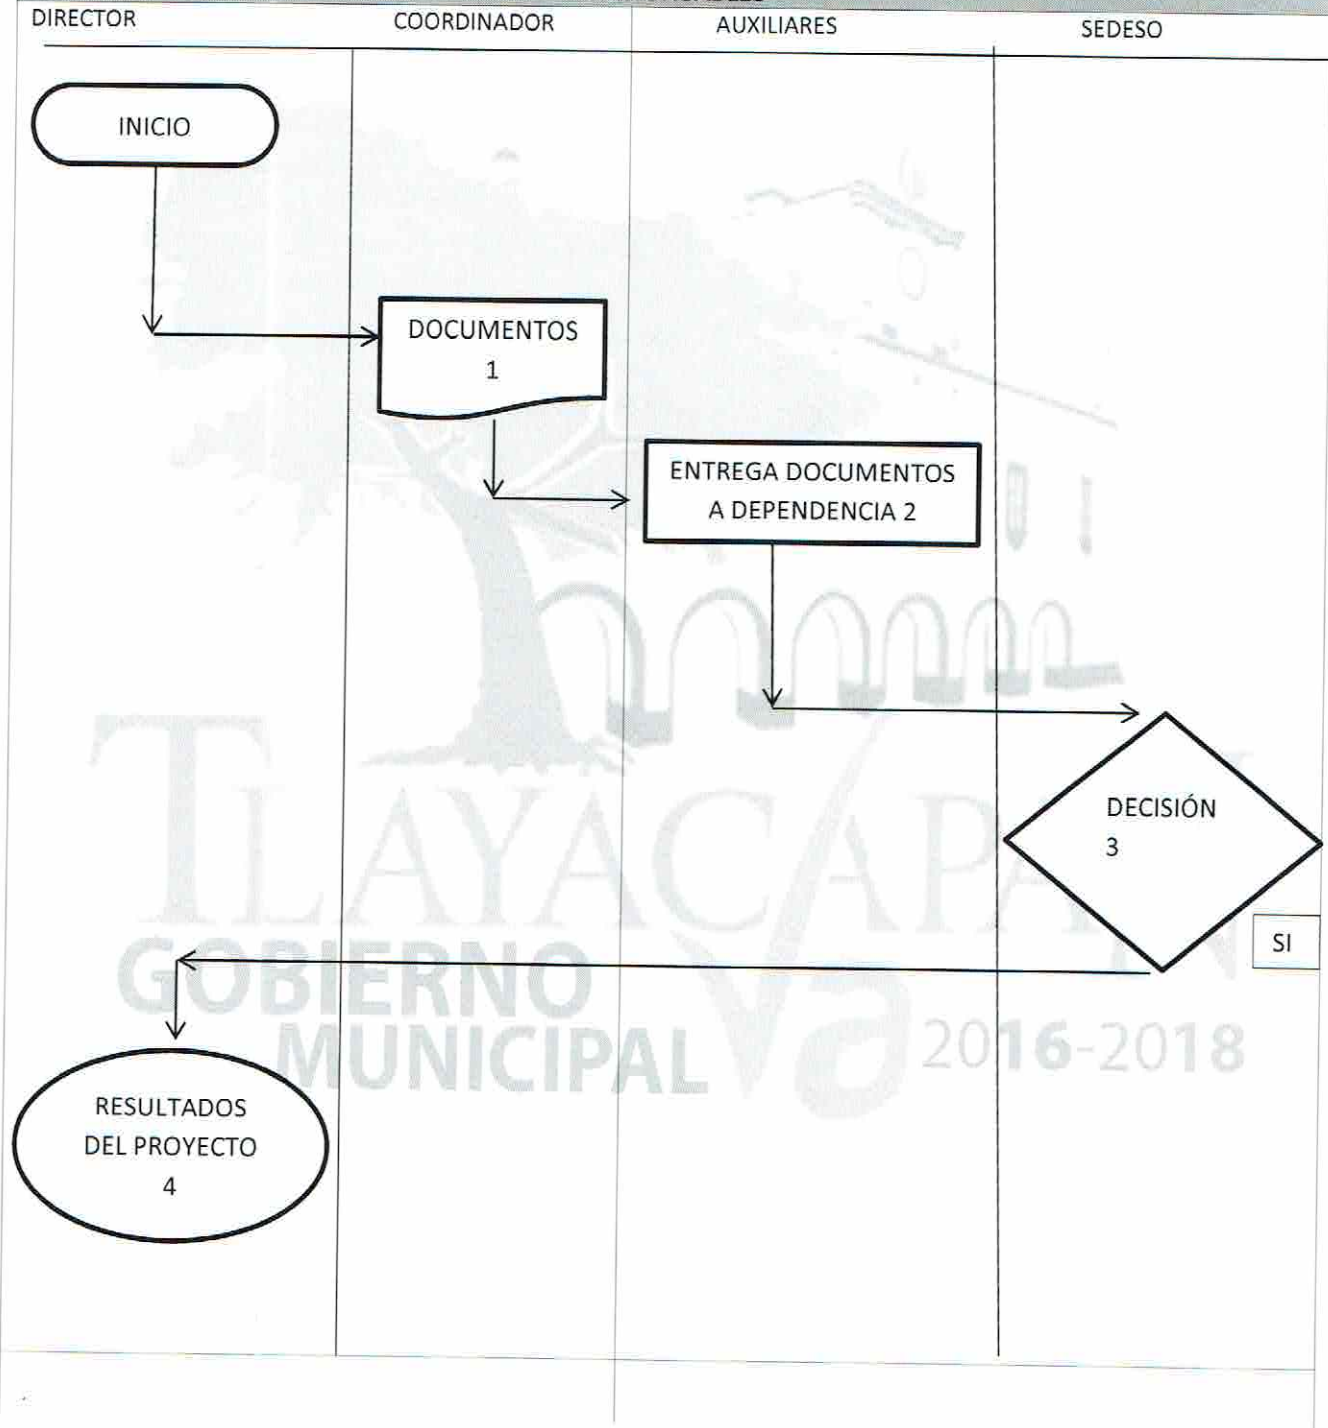 DIRECTOR
COORDINADOR
AUXILIARES
SEDESO
INICIO
DOCUMENTOS
1
ENTREGA DOCUMENTOS
A DEPENDENCIA 2
DECISIÓN
3
SI
RESULTADOS
DEL PROYECTO
4
TLAYACAPAN
GOBIERNO
MUNICIPAL
Va
2016-2018